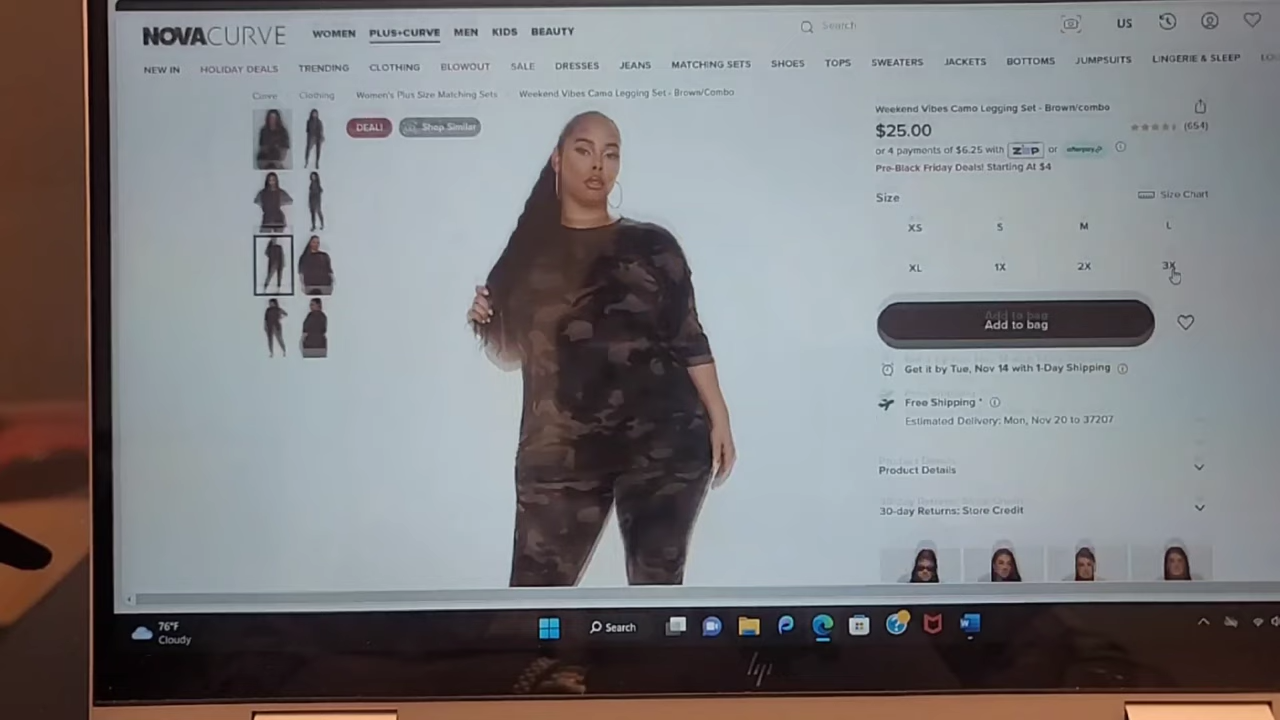 NOVACURVE WOMEN PLUS+CURVE MEN KIDS BEAUTY Search US
NEW IN HOLIDAY DEALS TRENDING CLOTHING BLOWOUT SALE DRESSES JEANS MATCHING SETS SHOES TOPS SWEATERS JACKETS BOTTOMS JUMPSUITS LINGERIE & SLEEP
Curve Clothing Women's Plus Size Matching Sets Weekend Vibes Camo Legging Set - Brown/Combo
DEAL! Shop Similar
Weekend Vibes Camo Legging Set - Brown/combo
$25.00
(654)
or 4 payments of $6.25 with Zip or afterpay
Pre-Black Friday Deals! Starting At $4
Size Size Chart
XS S M L
XL 1X 2X 3X
Add to bag
Get it by Tue, Nov 14 with 1-Day Shipping
Free Shipping *
Estimated Delivery: Mon, Nov 20 to 37207
Product Details
30-day Returns: Store Credit
76°F
Cloudy
Search
hp